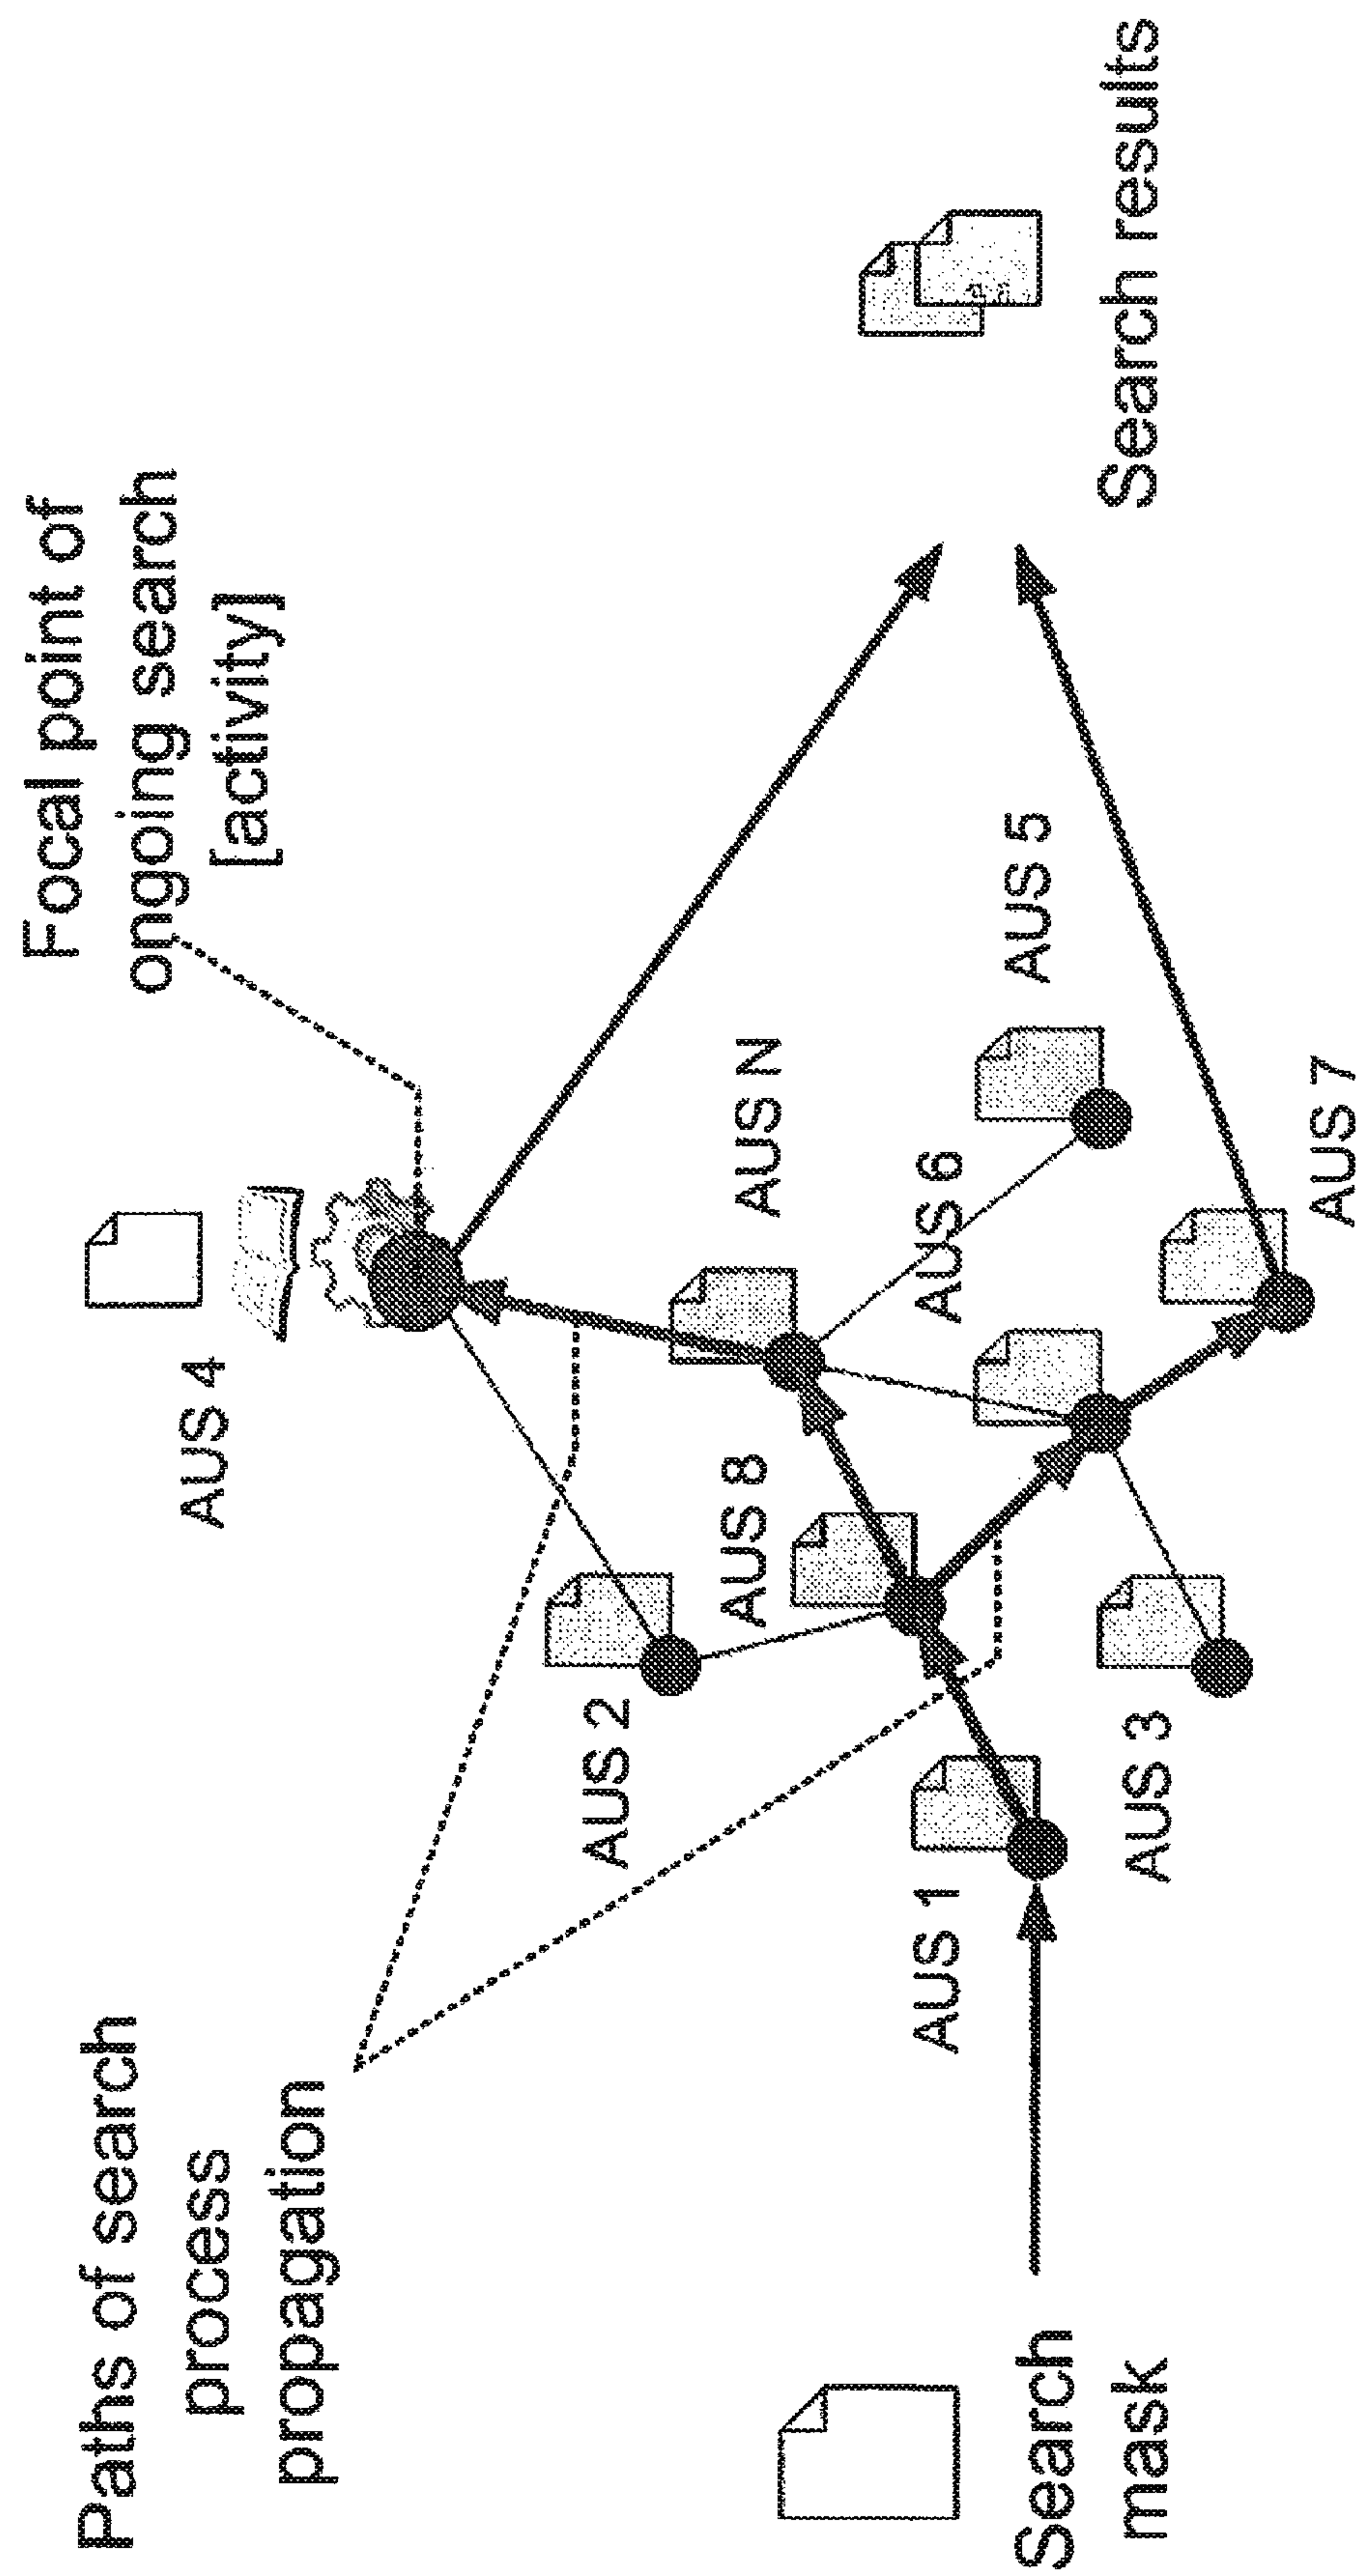 Paths of search
process
propagation
Focal point of
ongoing search
[activity]
AUS 4
AUS 2
AUS 8
AUS N
AUS 1
AUS 6
AUS 5
AUS 3
AUS 7
Search
mask
Search results